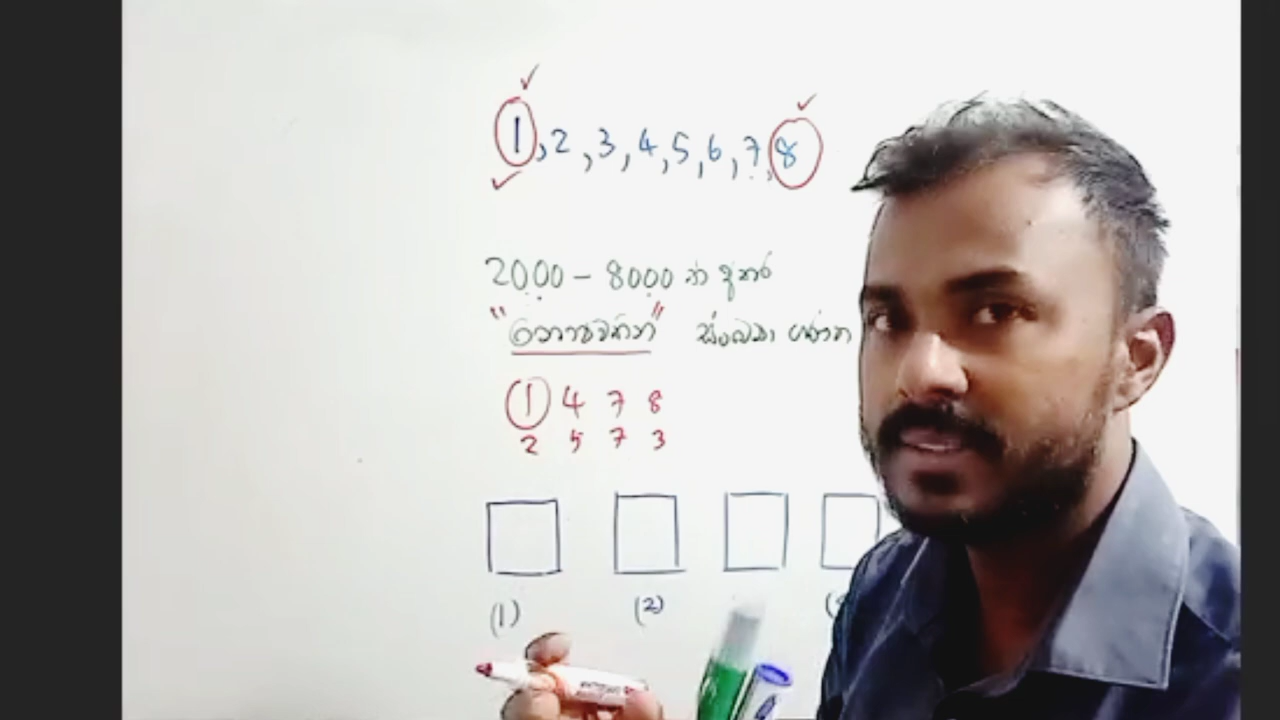 1, 2, 3, 4, 5, 6, 7, 8
2000 - 8000 ත් අතර
"නොවෙනස්" සංඛ්‍යා ගණන
1 4 7 8
2 5 7 3
(1) (2)